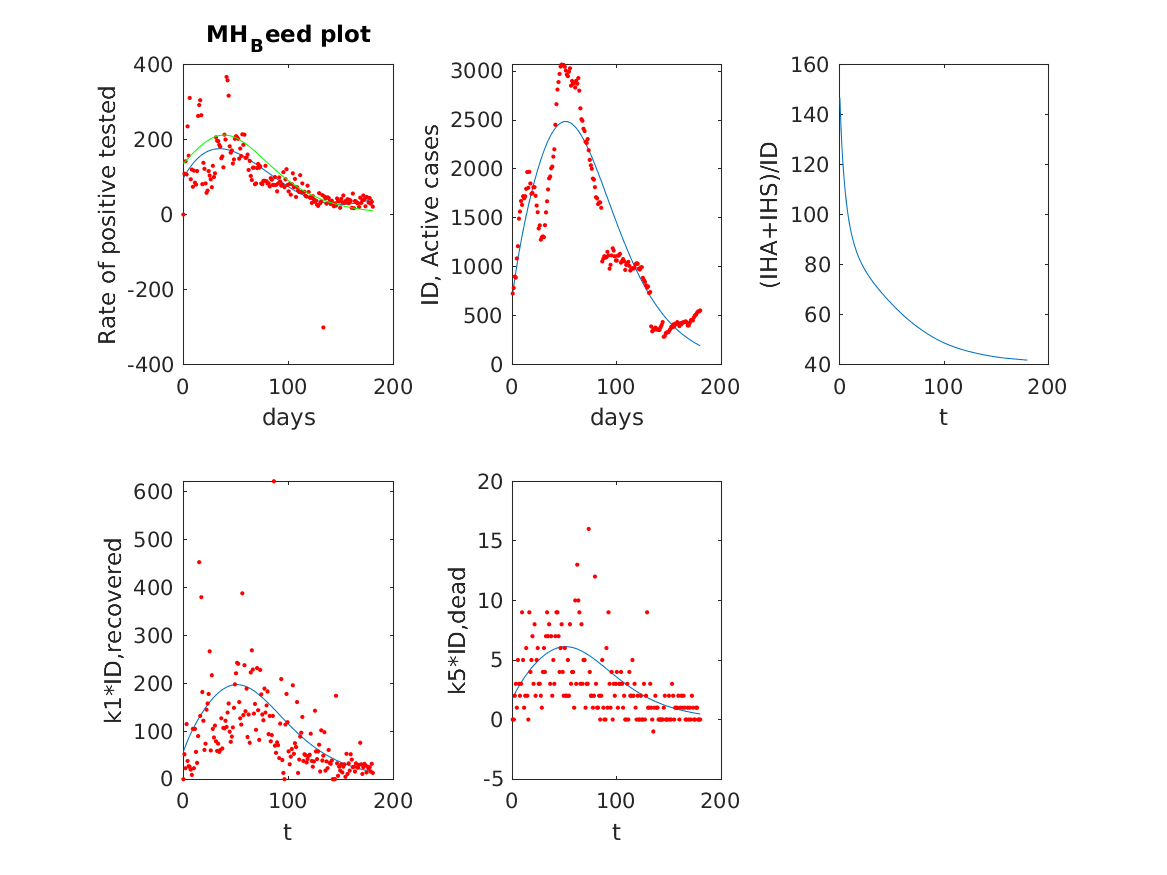 MH_Beed plot
400
200
0
-200
-400
0 100 200
days
Rate of positive tested
3000
2500
2000
1500
1000
500
0
0 100 200
days
ID, Active cases
160
140
120
100
80
60
40
0 100 200
t
(IHA+IHS)/ID
600
500
400
300
200
100
0
0 100 200
t
k1*ID,recovered
20
15
10
5
0
-5
0 100 200
t
k5*ID,dead